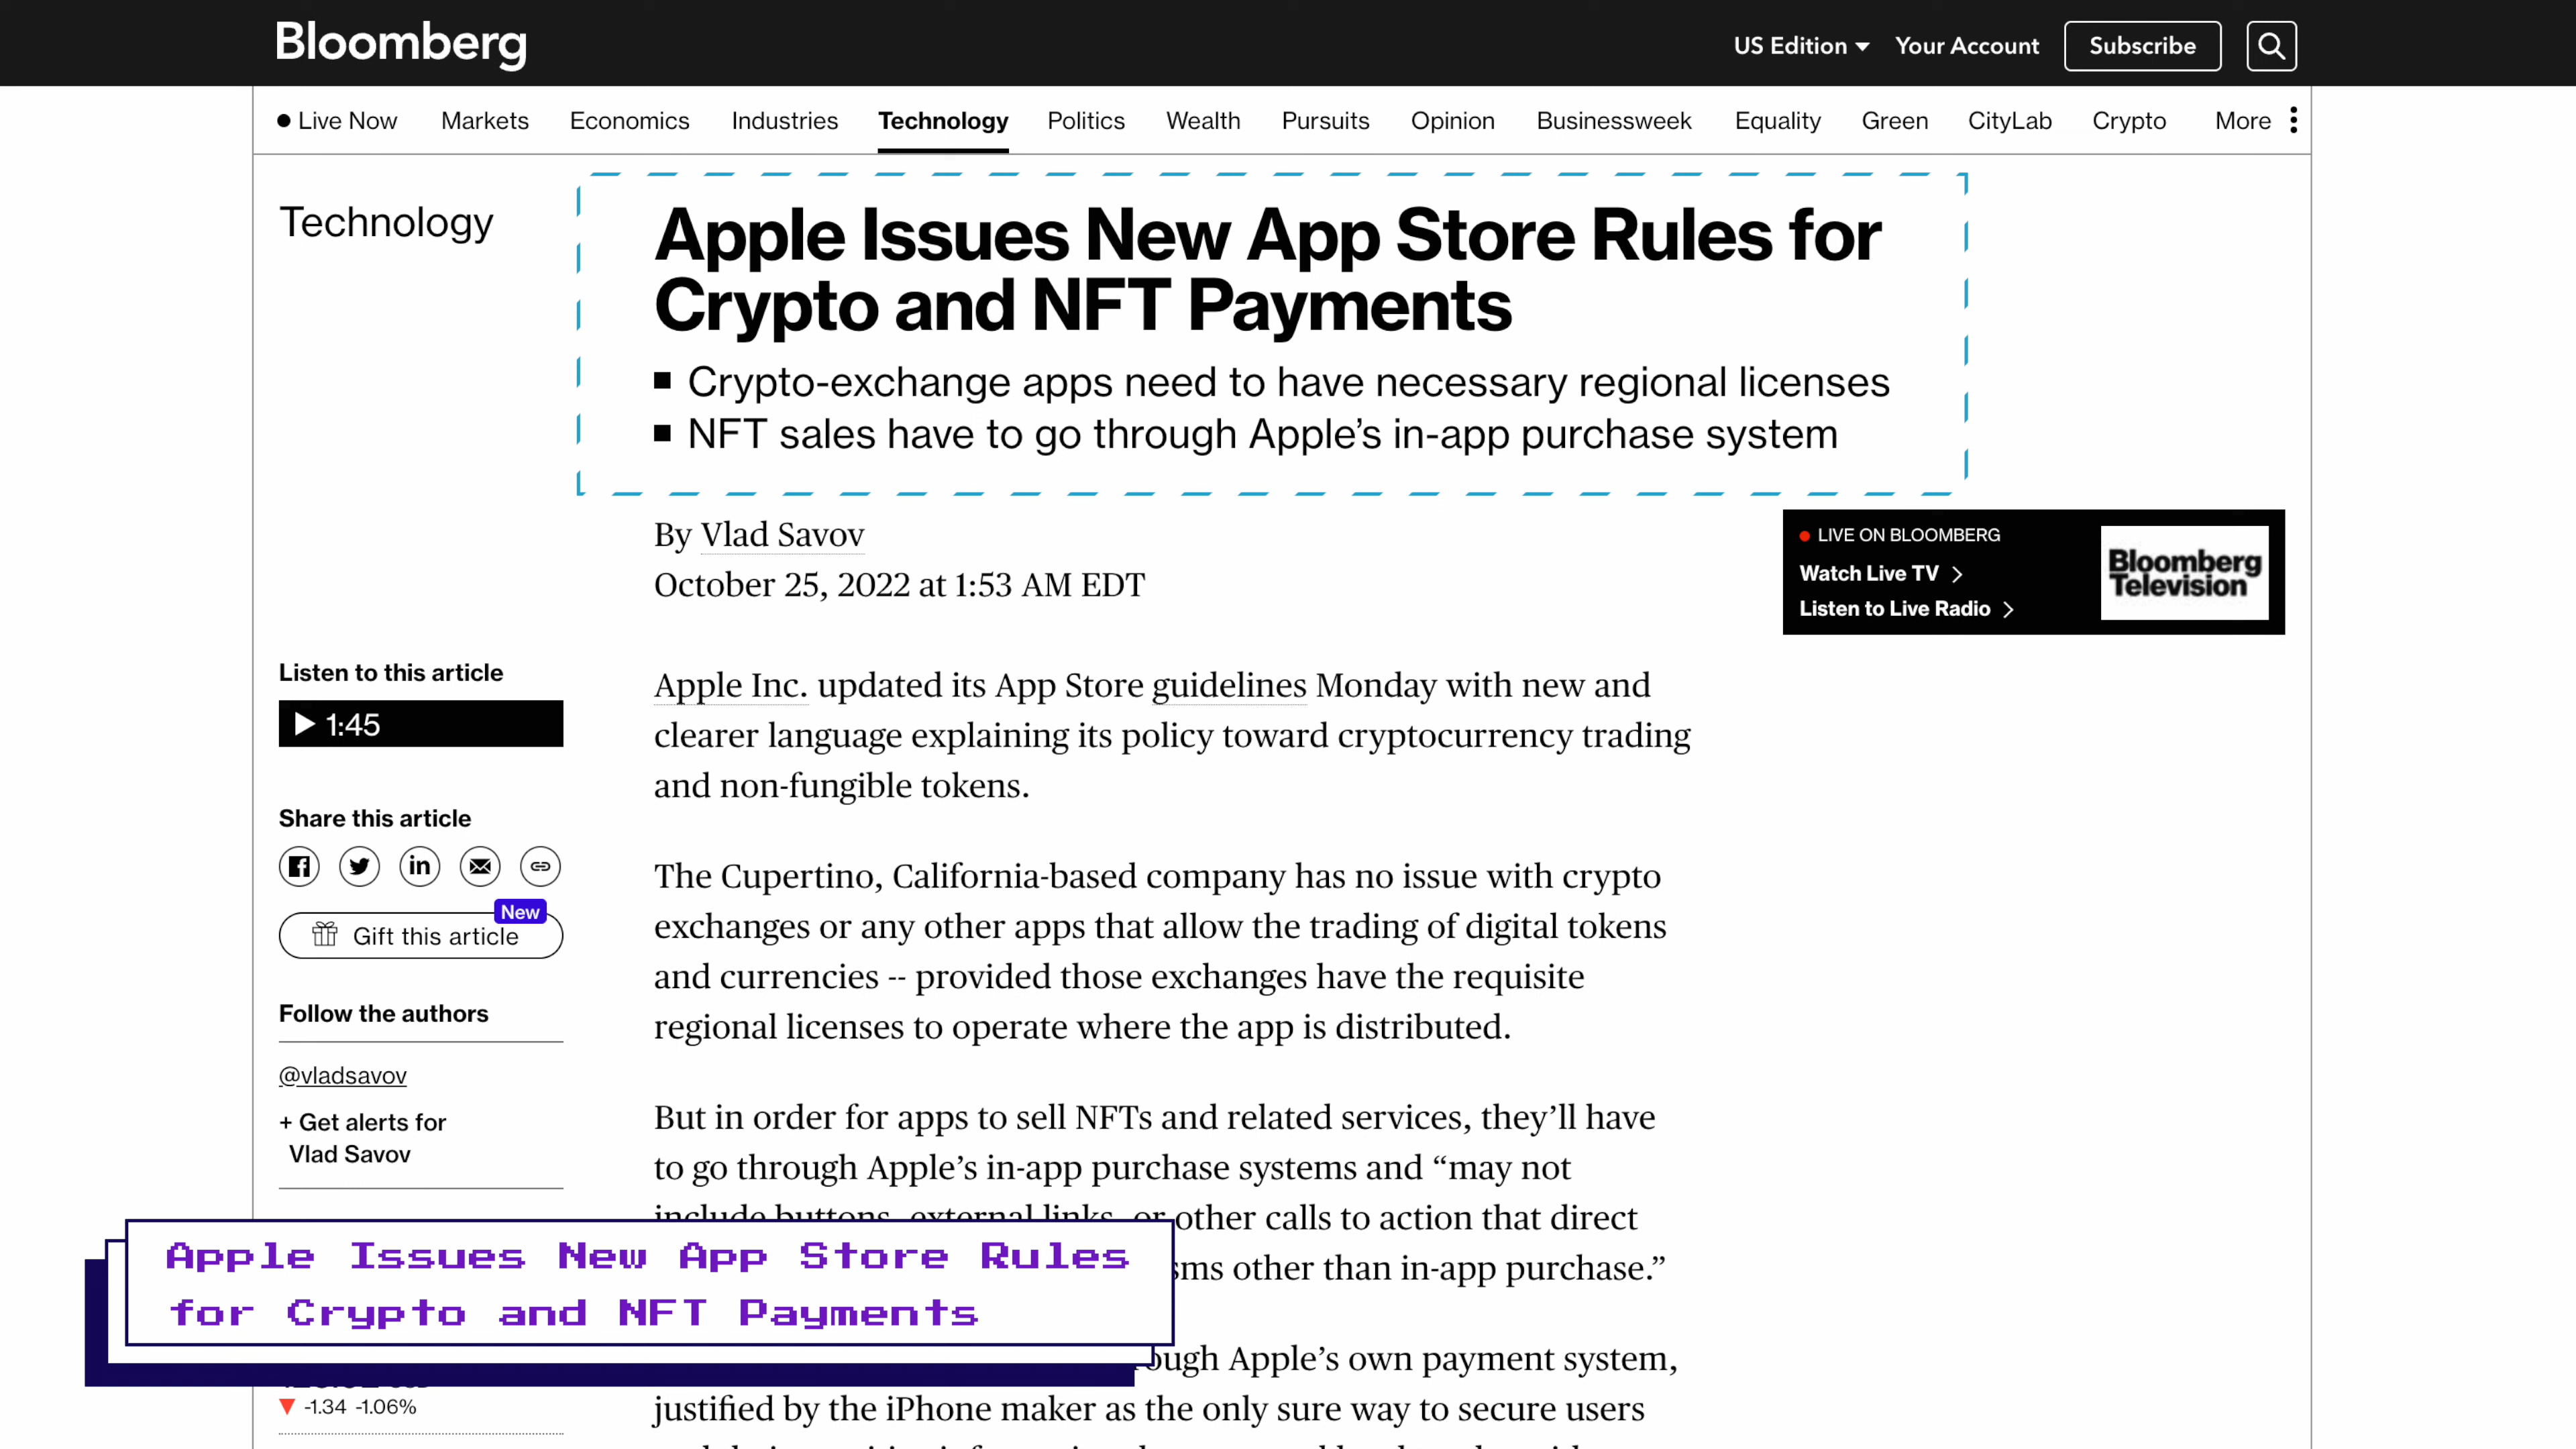 Bloomberg
US Edition Your Account Subscribe
Live Now Markets Economics Industries Technology Politics Wealth Pursuits Opinion Businessweek Equality Green CityLab Crypto More
Technology
Apple Issues New App Store Rules for
Crypto and NFT Payments
Crypto-exchange apps need to have necessary regional licenses
NFT sales have to go through Apple’s in-app purchase system
By Vlad Savov
October 25, 2022 at 1:53 AM EDT
LIVE ON BLOOMBERG
Watch Live TV
Listen to Live Radio
Bloomberg
Television
Listen to this article
1:45
Share this article
New
Gift this article
Follow the authors
@vladsavov
+ Get alerts for
Vlad Savov
Apple Inc. updated its App Store guidelines Monday with new and
clearer language explaining its policy toward cryptocurrency trading
and non-fungible tokens.
The Cupertino, California-based company has no issue with crypto
exchanges or any other apps that allow the trading of digital tokens
and currencies -- provided those exchanges have the requisite
regional licenses to operate where the app is distributed.
But in order for apps to sell NFTs and related services, they’ll have
to go through Apple’s in-app purchase systems and “may not
include buttons, external links, or other calls to action that direct
other than in-app purchase.”
Apple’s own payment system,
justified by the iPhone maker as the only sure way to secure users
Apple Issues New App Store Rules
for Crypto and NFT Payments
-1.34 -1.06%